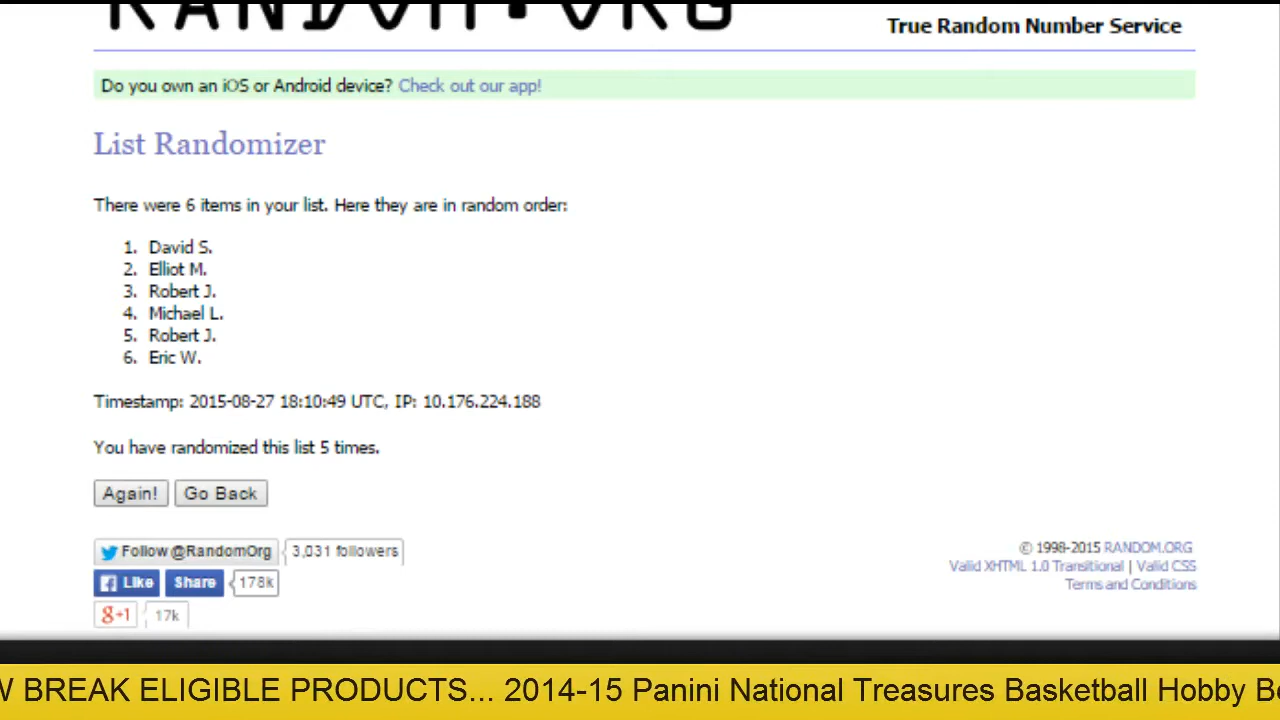 RANDOM.ORG
True Random Number Service
Do you own an iOS or Android device? Check out our app!
List Randomizer
There were 6 items in your list. Here they are in random order:
1. David S.
2. Elliot M.
3. Robert J.
4. Michael L.
5. Robert J.
6. Eric W.
Timestamp: 2015-08-27 18:10:49 UTC, IP: 10.176.224.188
You have randomized this list 5 times.
Again! Go Back
Follow @RandomOrg 3,031 followers
Like Share 178k
g+1 17k
© 1998-2015 RANDOM.ORG
Valid XHTML 1.0 Transitional | Valid CSS
Terms and Conditions
W BREAK ELIGIBLE PRODUCTS... 2014-15 Panini National Treasures Basketball Hobby